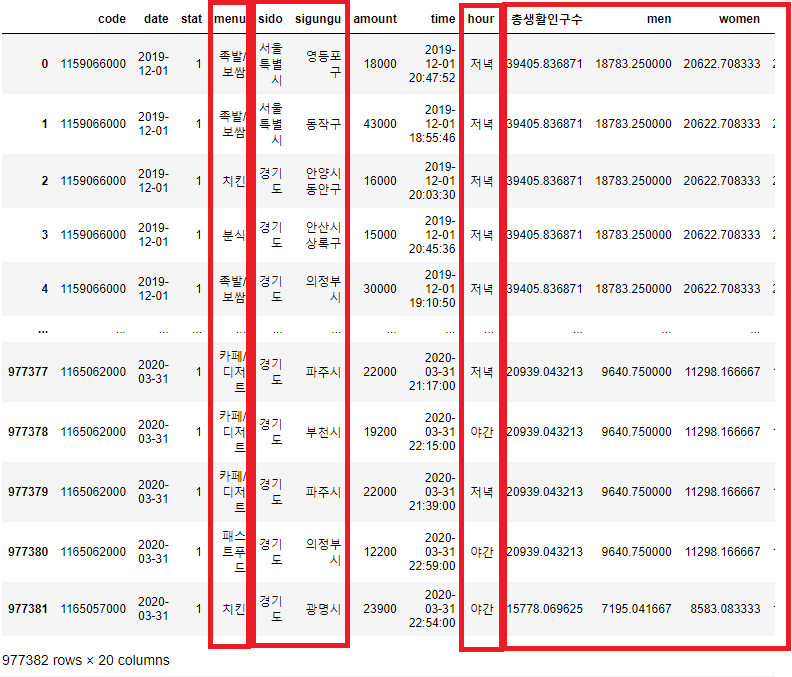 code date stat menu sido sigungu amount time hour 총생활인구수 men women
0 1159066000 2019-12-01 1 족발/보쌈 서울특별시 영등포구 18000 2019-12-01 20:47:52 저녁 39405.836871 18783.250000 20622.708333
1 1159066000 2019-12-01 1 족발/보쌈 서울특별시 동작구 43000 2019-12-01 18:55:46 저녁 39405.836871 18783.250000 20622.708333
2 1159066000 2019-12-01 1 치킨 경기도 안양시 동안구 16000 2019-12-01 20:03:30 저녁 39405.836871 18783.250000 20622.708333
3 1159066000 2019-12-01 1 분식 경기도 안산시 상록구 15000 2019-12-01 20:45:36 저녁 39405.836871 18783.250000 20622.708333
4 1159066000 2019-12-01 1 족발/보쌈 경기도 의정부시 30000 2019-12-01 19:10:50 저녁 39405.836871 18783.250000 20622.708333
... ... ... ... ... ... ... ... ... ... ... ... ...
977377 1165062000 2020-03-31 1 카페/디저트 경기도 파주시 22000 2020-03-31 21:17:00 저녁 20939.043213 9640.750000 11298.166667
977378 1165062000 2020-03-31 1 카페/디저트 경기도 부천시 19200 2020-03-31 22:15:00 야간 20939.043213 9640.750000 11298.166667
977379 1165062000 2020-03-31 1 카페/디저트 경기도 파주시 22000 2020-03-31 21:39:00 저녁 20939.043213 9640.750000 11298.166667
977380 1165062000 2020-03-31 1 패스트푸드 경기도 의정부시 12200 2020-03-31 22:59:00 야간 20939.043213 9640.750000 11298.166667
977381 1165057000 2020-03-31 1 치킨 경기도 광명시 23900 2020-03-31 22:54:00 야간 15778.069625 7195.041667 8583.083333
977382 rows × 20 columns